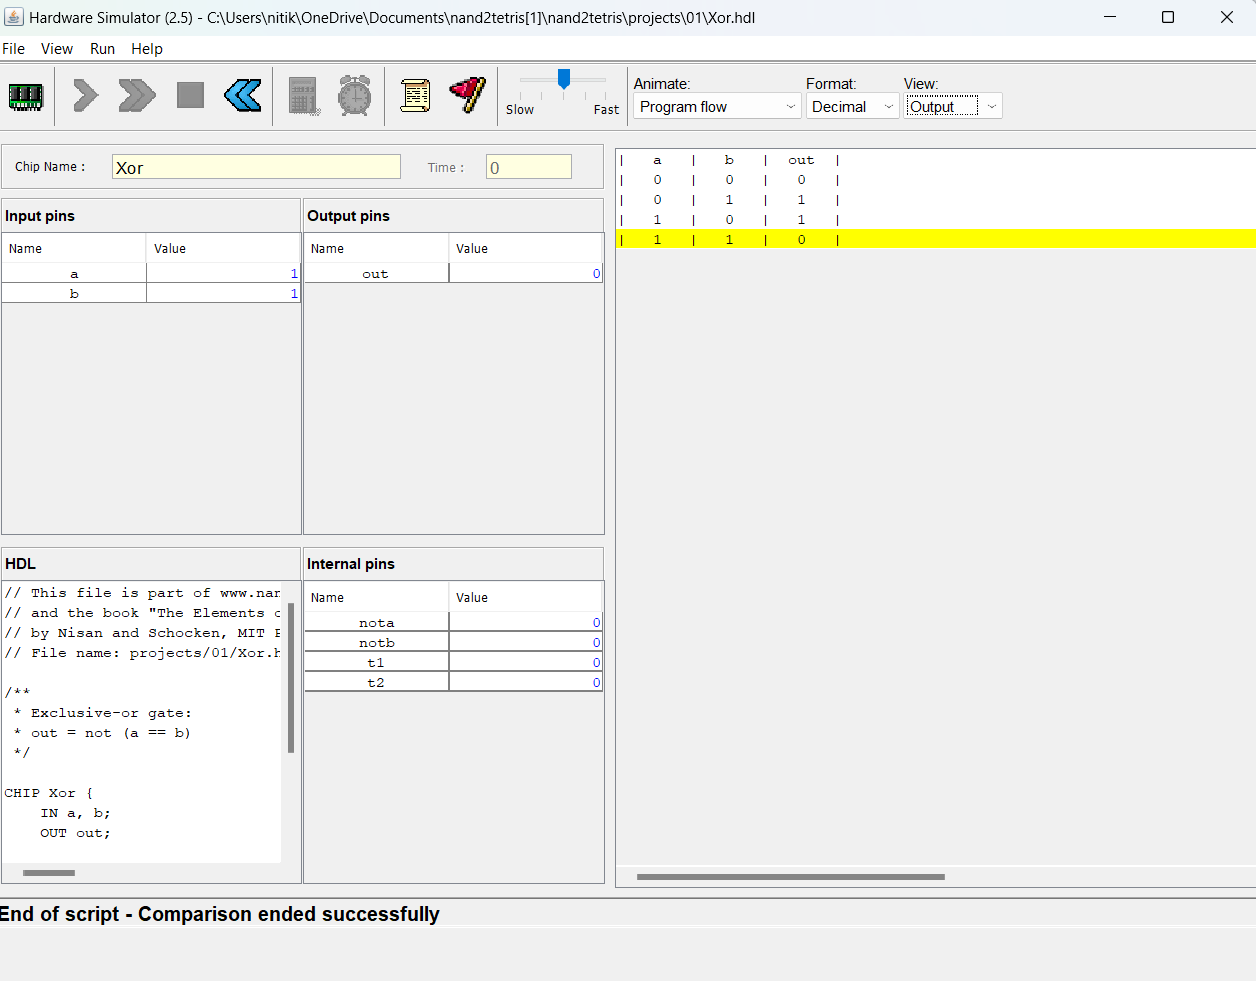 Hardware Simulator (2.5) - C:\Users\nitik\OneDrive\Documents\nand2tetris[1]\nand2tetris\projects\01\Xor.hdl
File View Run Help
Slow Fast
Animate: Format: View:
Program flow Decimal Output
Chip Name : Xor Time : 0
Input pins
Name Value
a 1
b 1
Output pins
Name Value
out 0
| a | b | out |
| 0 | 0 | 0 |
| 0 | 1 | 1 |
| 1 | 0 | 1 |
| 1 | 1 | 0 |
HDL
// This file is part of www.nan
// and the book "The Elements
// by Nisan and Schocken, MIT
// File name: projects/01/Xor.h
/**
* Exclusive-or gate:
* out = not (a == b)
*/
CHIP Xor {
IN a, b;
OUT out;
Internal pins
Name Value
nota 0
notb 0
t1 0
t2 0
End of script - Comparison ended successfully